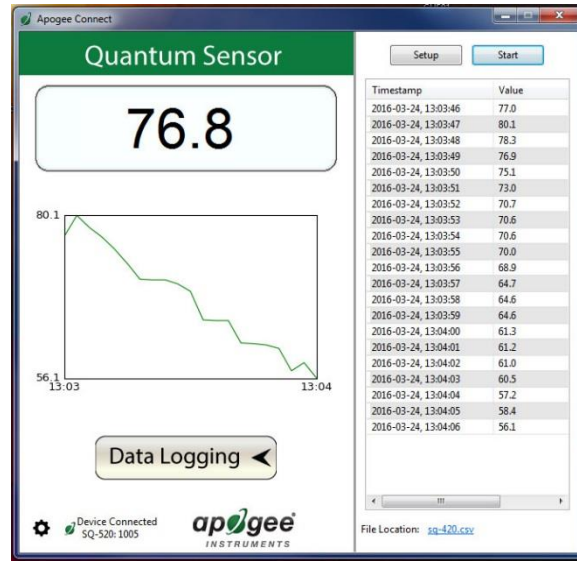 Apogee Connect
Quantum Sensor
76.8
80.1
56.1
13:03
13:04
Data Logging
Device Connected
SQ-520: 1005
apogee
INSTRUMENTS
Setup
Start
Timestamp Value
2016-03-24, 13:03:46 77.0
2016-03-24, 13:03:47 80.1
2016-03-24, 13:03:48 78.3
2016-03-24, 13:03:49 76.9
2016-03-24, 13:03:50 75.1
2016-03-24, 13:03:51 73.0
2016-03-24, 13:03:52 70.7
2016-03-24, 13:03:53 70.6
2016-03-24, 13:03:54 70.6
2016-03-24, 13:03:55 70.0
2016-03-24, 13:03:56 68.9
2016-03-24, 13:03:57 64.7
2016-03-24, 13:03:58 64.6
2016-03-24, 13:03:59 64.6
2016-03-24, 13:04:00 61.3
2016-03-24, 13:04:01 61.2
2016-03-24, 13:04:02 61.0
2016-03-24, 13:04:03 60.5
2016-03-24, 13:04:04 57.2
2016-03-24, 13:04:05 58.4
2016-03-24, 13:04:06 56.1
File Location: sq-420.csv